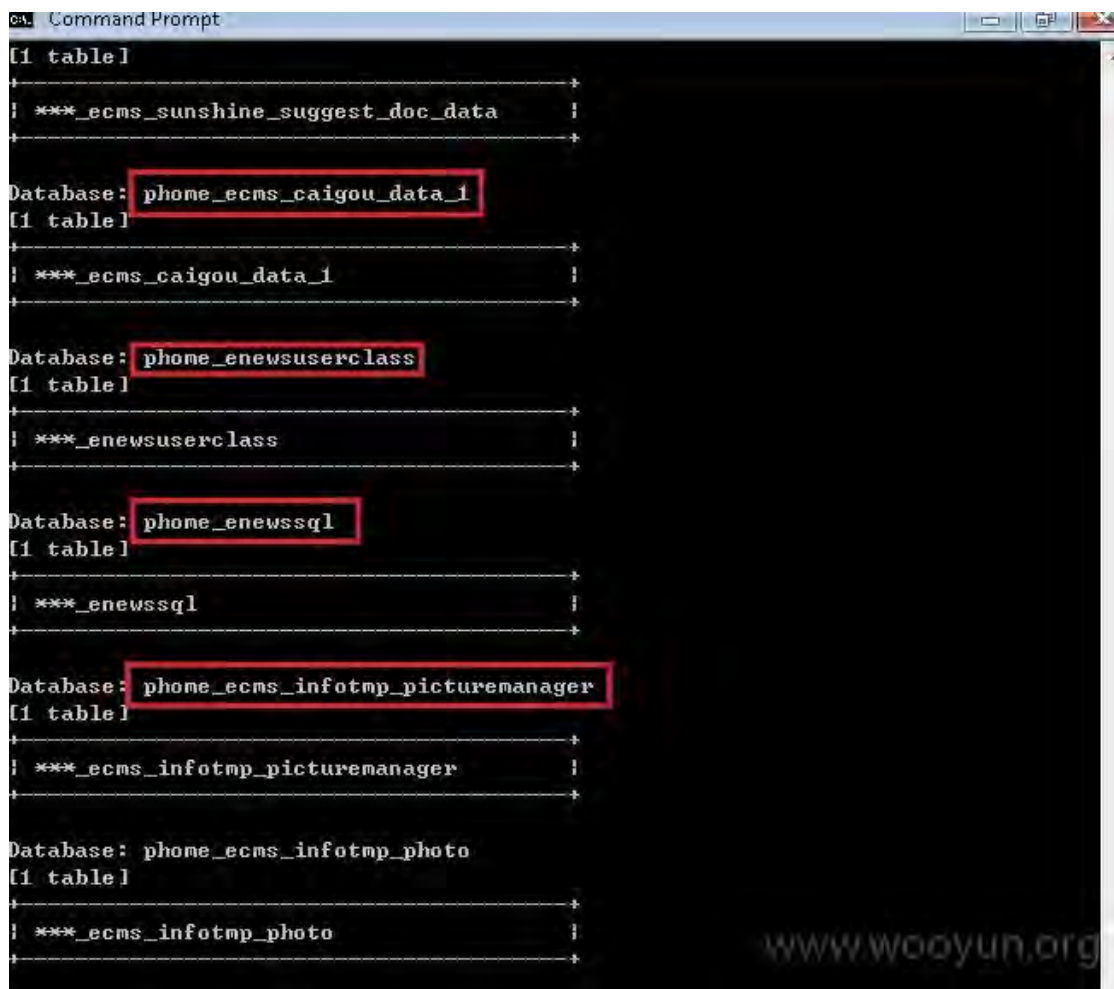 Command Prompt
[1 table]
| ***_ecms_sunshine_suggest_doc_data |
Database: phome_ecms_caigou_data_1
[1 table]
| ***_ecms_caigou_data_1 |
Database: phome_enewsuserclass
[1 table]
| ***_enewsuserclass |
Database: phome_enewssql
[1 table]
| ***_enewssql |
Database: phome_ecms_infotmp_picturemanager
[1 table]
| ***_ecms_infotmp_picturemanager |
Database: phome_ecms_infotmp_photo
[1 table]
| ***_ecms_infotmp_photo |
www.wooyun.org